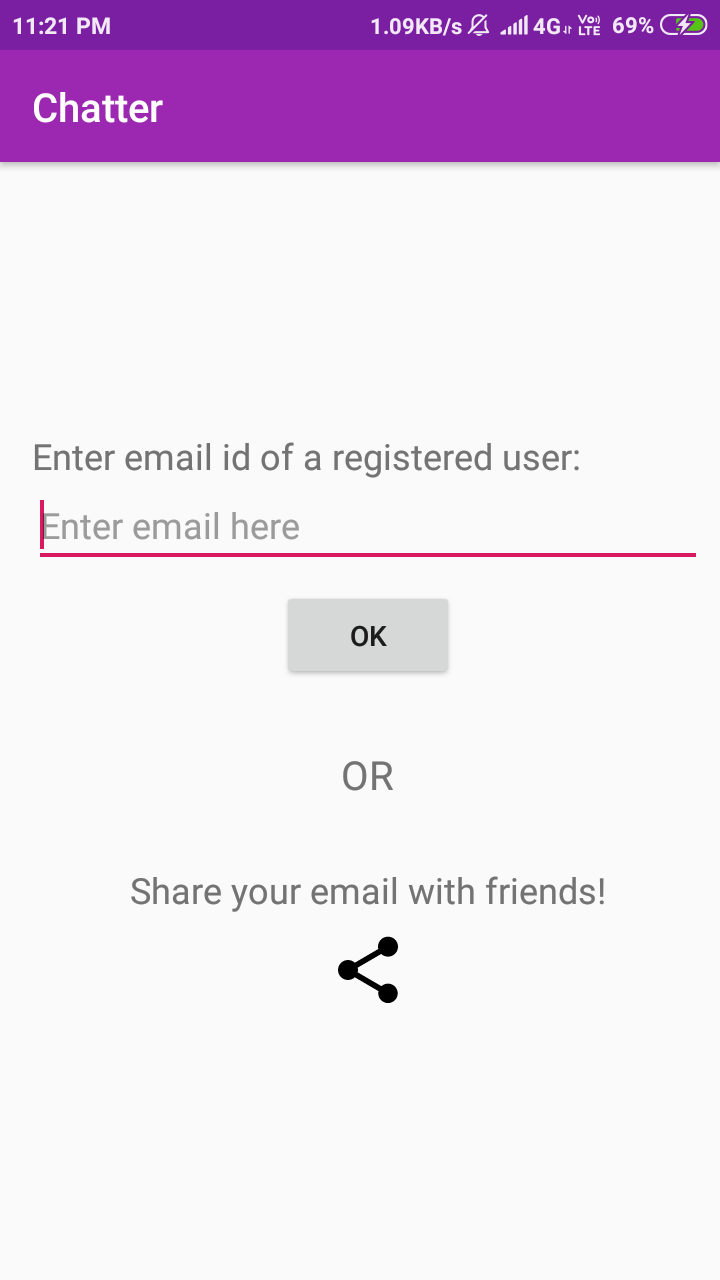 11:21 PM 1.09KB/s 4G Vo) LTE 69%
Chatter
Enter email id of a registered user:
Enter email here
OK
OR
Share your email with friends!